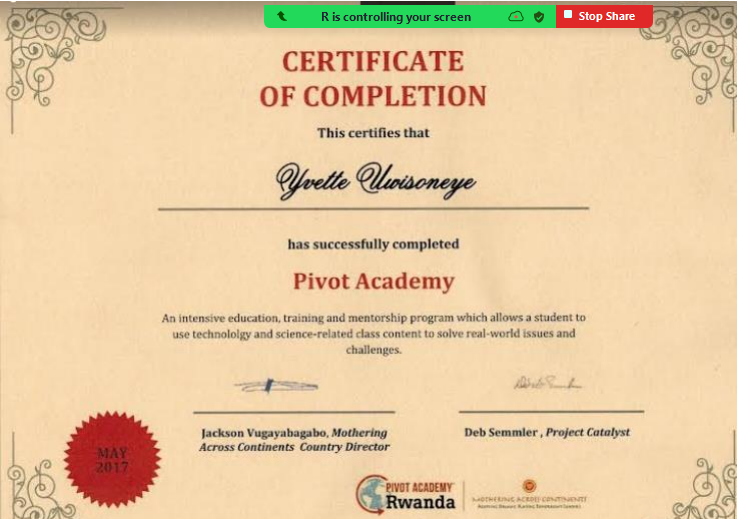 R is controlling your screen
Stop Share
CERTIFICATE
OF COMPLETION
This certifies that
Yvette Uwisoneye
has successfully completed
Pivot Academy
An intensive education, training and mentorship program which allows a student to
use technololgy and science-related class content to solve real-world issues and
challenges.
Jackson Vugayabagabo, Mothering
Across Continents Country Director
Deb Semmler , Project Catalyst
MAY
2017
PIVOT ACADEMY
Rwanda
MOTHERING ACROSS CONTINENTS